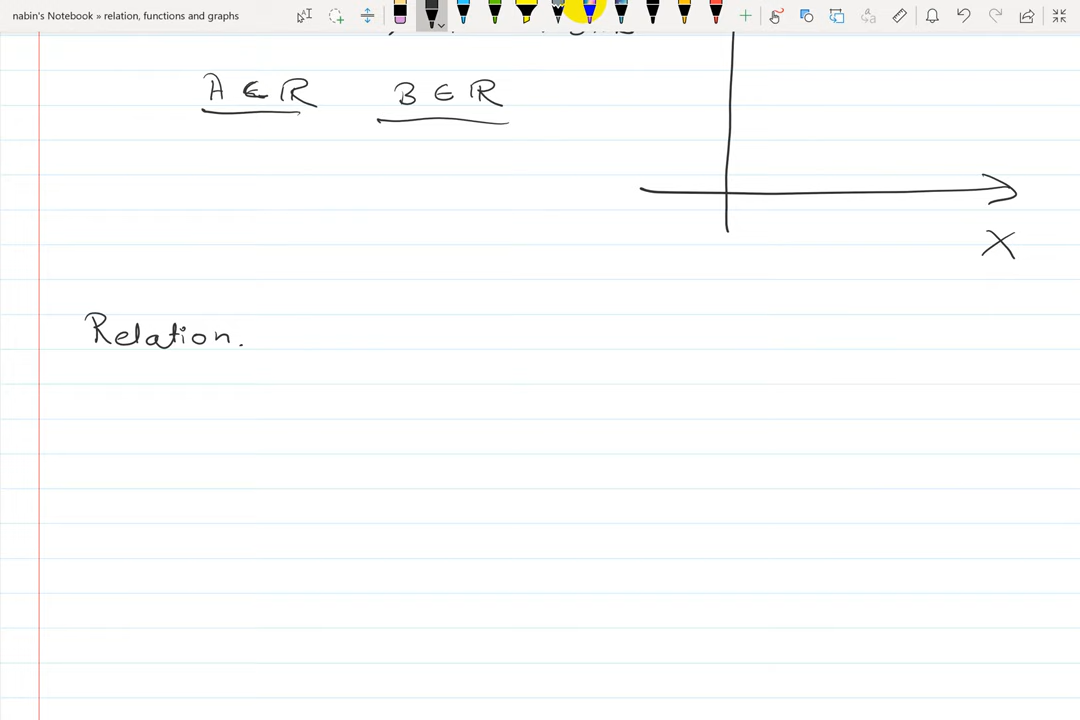 nabin's Notebook » relation, functions and graphs
A ∈ ℝ B ∈ ℝ
X
Relation.